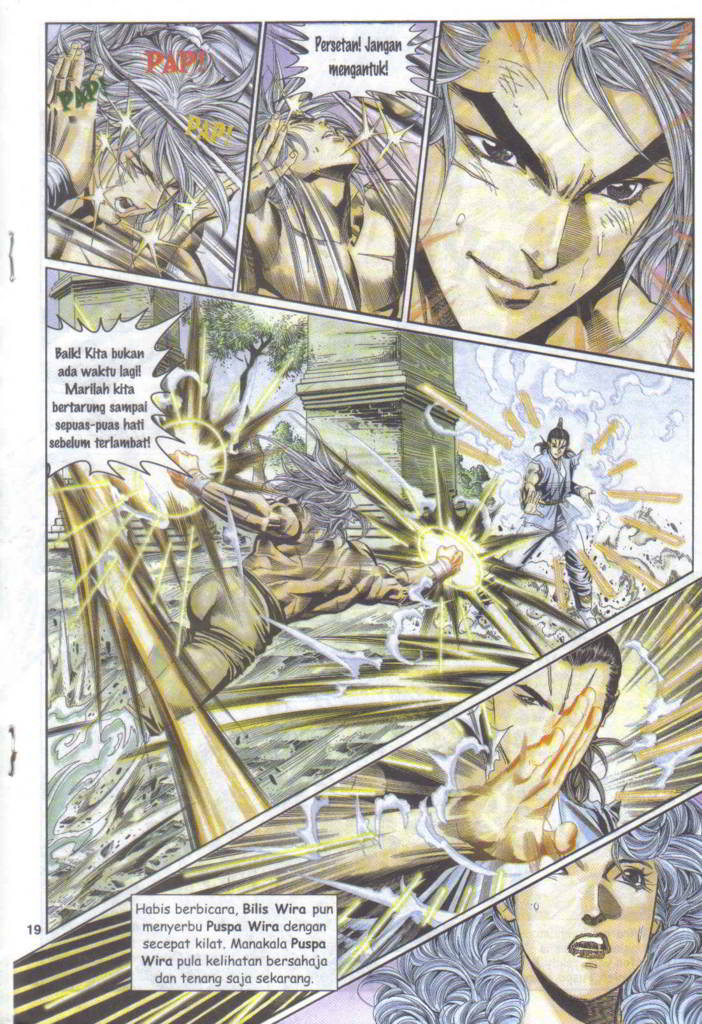 PAP!
PAP!
PAP!
Persetan! Jangan
mengantuk!
Baik! Kita bukan
ada waktu lagi!
Marilah kita
bertarung sampai
sepuas-puas hati
sebelum terlambat!
Habis berbicara, Bilis Wira pun
menyerbu Puspa Wira dengan
secepat kilat. Manakala Puspa
Wira pula kelihatan bersahaja
dan tenang saja sekarang.
19